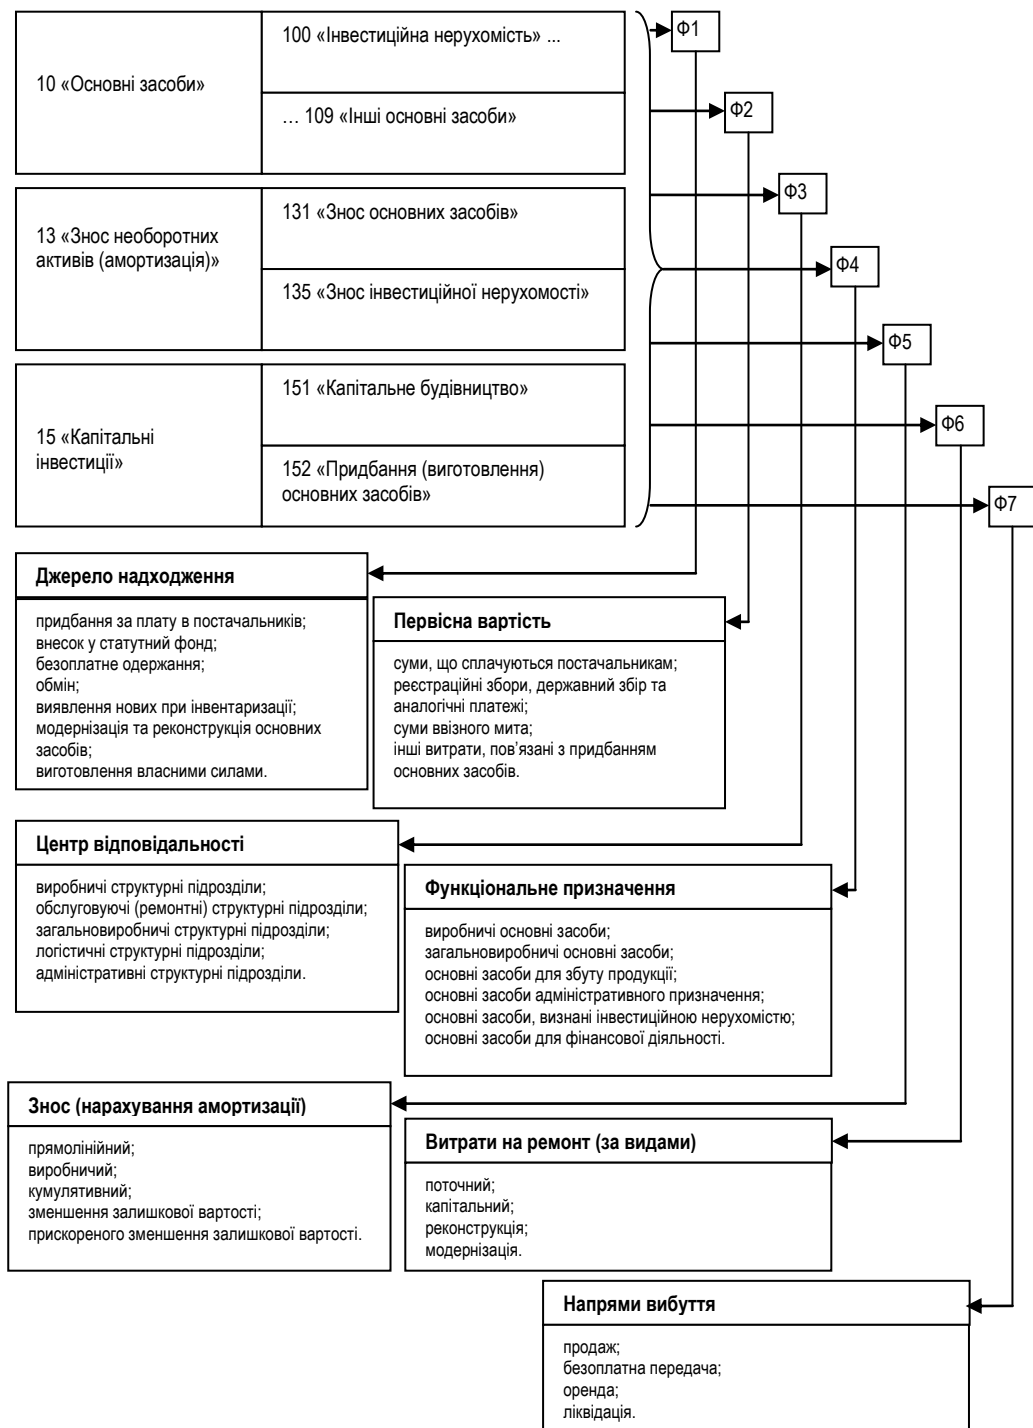 10 «Основні засоби»
100 «Інвестиційна нерухомість» ...
... 109 «Інші основні засоби»
13 «Знос необоротних
активів (амортизація)»
131 «Знос основних засобів»
135 «Знос інвестиційної нерухомості»
15 «Капітальні
інвестиції»
151 «Капітальне будівництво»
152 «Придбання (виготовлення)
основних засобів»
Ф1
Ф2
Ф3
Ф4
Ф5
Ф6
Ф7
Джерело надходження
придбання за плату в постачальників;
внесок у статутний фонд;
безоплатне одержання;
обмін;
виявлення нових при інвентаризації;
модернізація та реконструкція основних
засобів;
виготовлення власними силами.
Первісна вартість
суми, що сплачуються постачальникам;
реєстраційні збори, державний збір та
аналогічні платежі;
суми ввізного мита;
інші витрати, пов’язані з придбанням
основних засобів.
Центр відповідальності
виробничі структурні підрозділи;
обслуговуючі (ремонтні) структурні підрозділи;
загальновиробничі структурні підрозділи;
логістичні структурні підрозділи;
адміністративні структурні підрозділи.
Функціональне призначення
виробничі основні засоби;
загальновиробничі основні засоби;
основні засоби для збуту продукції;
основні засоби адміністративного призначення;
основні засоби, визнані інвестиційною нерухомістю;
основні засоби для фінансової діяльності.
Знос (нарахування амортизації)
прямолінійний;
виробничий;
кумулятивний;
зменшення залишкової вартості;
прискореного зменшення залишкової вартості.
Витрати на ремонт (за видами)
поточний;
капітальний;
реконструкція;
модернізація.
Напрями вибуття
продаж;
безоплатна передача;
оренда;
ліквідація.